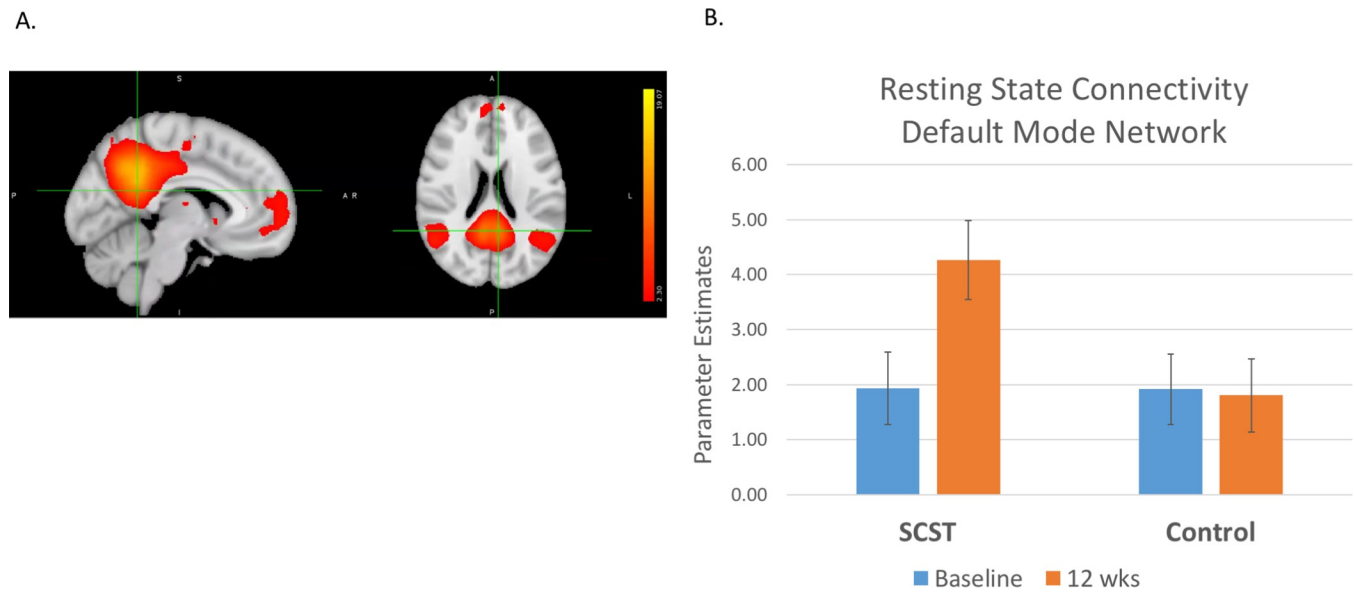 A.
S
P
A
R
I
A
L
P
19.07
2.30
B.
Resting State Connectivity
Default Mode Network
Parameter Estimates
6.00
5.00
4.00
3.00
2.00
1.00
0.00
SCST
Control
Baseline
12 wks